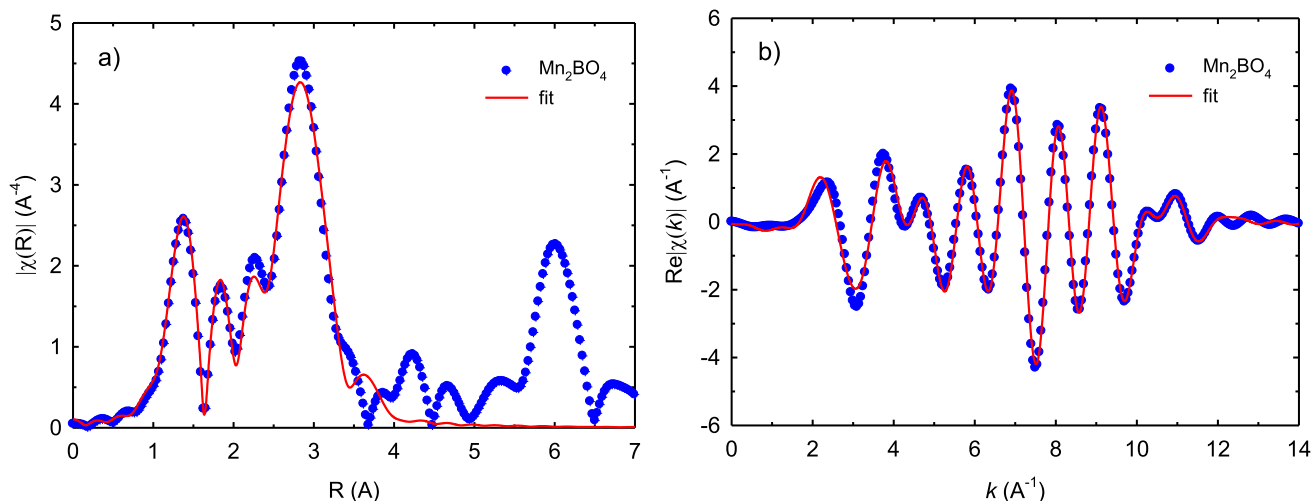 a)
Mn₂BO₄
fit
|χ(R)| (A⁻⁴)
5
4
3
2
1
0
0 1 2 3 4 5 6 7
R (A)
b)
Mn₂BO₄
fit
Re|χ(k)| (A⁻¹)
6
4
2
0
-2
-4
-6
0 2 4 6 8 10 12 14
k (A⁻¹)